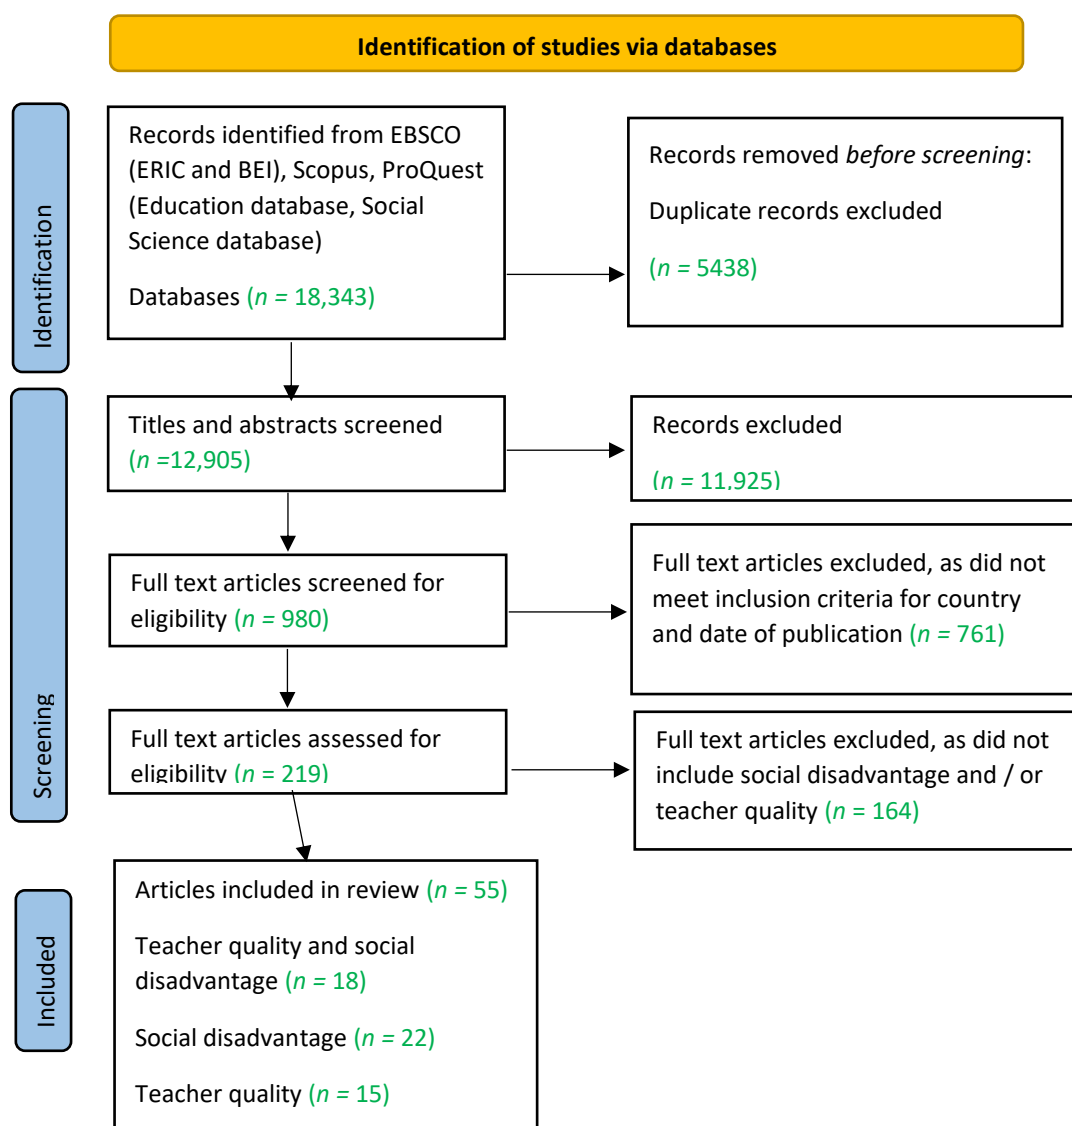 Identification of studies via databases
Identification
Records identified from EBSCO
(ERIC and BEI), Scopus, ProQuest
(Education database, Social
Science database)
Databases (n = 18,343)
Records removed before screening:
Duplicate records excluded
(n = 5438)
Screening
Titles and abstracts screened
(n =12,905)
Records excluded
(n = 11,925)
Full text articles screened for
eligibility (n = 980)
Full text articles excluded, as did not
meet inclusion criteria for country
and date of publication (n = 761)
Full text articles assessed for
eligibility (n = 219)
Full text articles excluded, as did not
include social disadvantage and / or
teacher quality (n = 164)
Included
Articles included in review (n = 55)
Teacher quality and social
disadvantage (n = 18)
Social disadvantage (n = 22)
Teacher quality (n = 15)